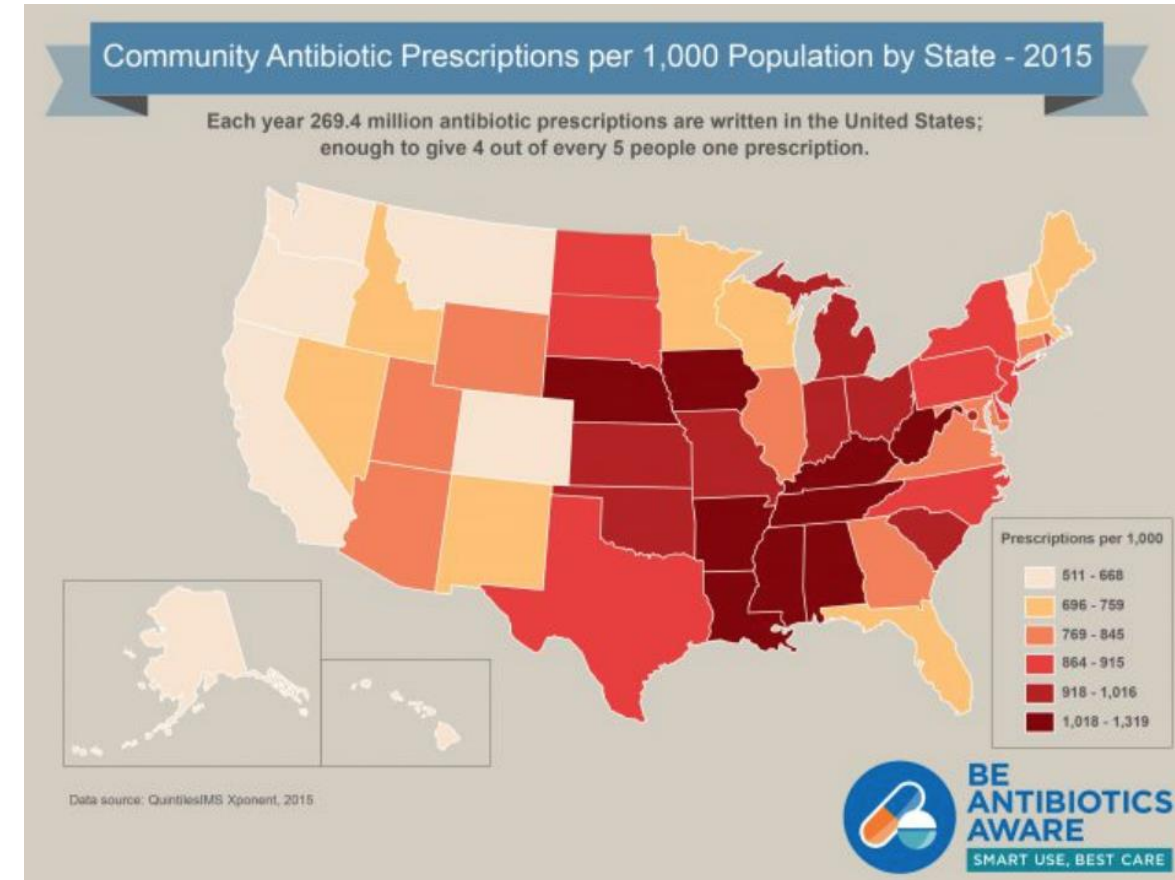 Community Antibiotic Prescriptions per 1,000 Population by State - 2015
Each year 269.4 million antibiotic prescriptions are written in the United States;
enough to give 4 out of every 5 people one prescription.
Prescriptions per 1,000
511 - 668
696 - 759
769 - 845
864 - 915
918 - 1,016
1,018 - 1,319
Data source: QuintilesIMS Xponent, 2015
BE
ANTIBIOTICS
AWARE
SMART USE, BEST CARE